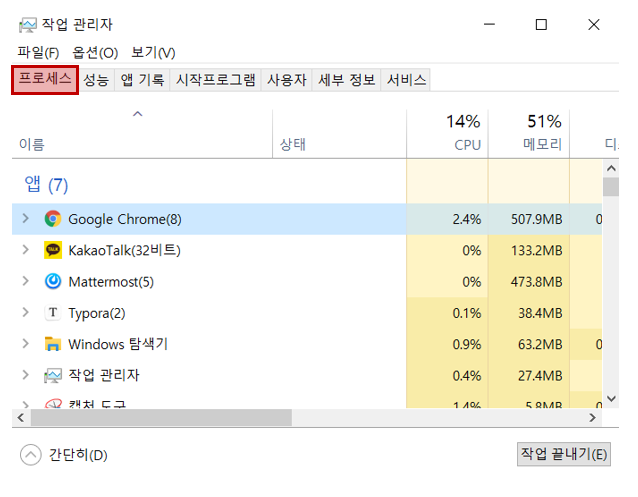 작업 관리자
파일(F) 옵션(O) 보기(V)
프로세스 성능 앱 기록 시작프로그램 사용자 세부 정보 서비스
14% 51%
이름 상태 CPU 메모리 디
앱 (7)
Google Chrome(8) 2.4% 507.9MB 0
TALK KakaoTalk(32비트) 0% 133.2MB
Mattermost(5) 0% 473.8MB
T Typora(2) 0.1% 38.4MB
Windows 탐색기 0.9% 63.2MB 0
작업 관리자 0.4% 27.4MB
캡처 도구 1.4% 5.8MB 0
간단히(D) 작업 끝내기(E)